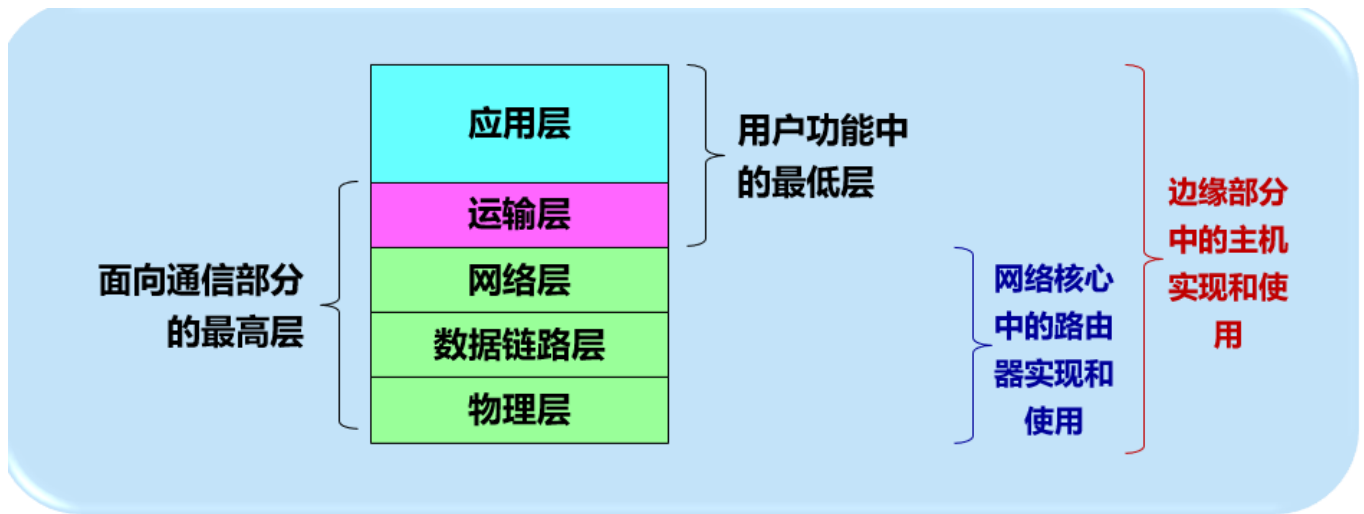 应用层
运输层
网络层
数据链路层
物理层
面向通信部分
的最高层
用户功能中
的最低层
网络核心
中的路由
器实现和
使用
边缘部分
中的主机
实现和使
用